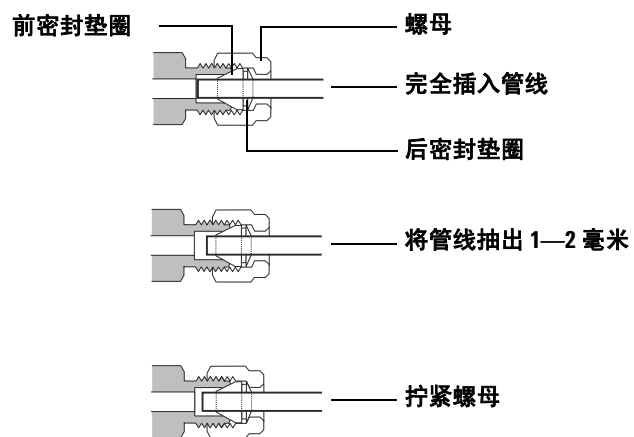 前密封垫圈
螺母
完全插入管线
后密封垫圈
将管线抽出 1—2 毫米
拧紧螺母